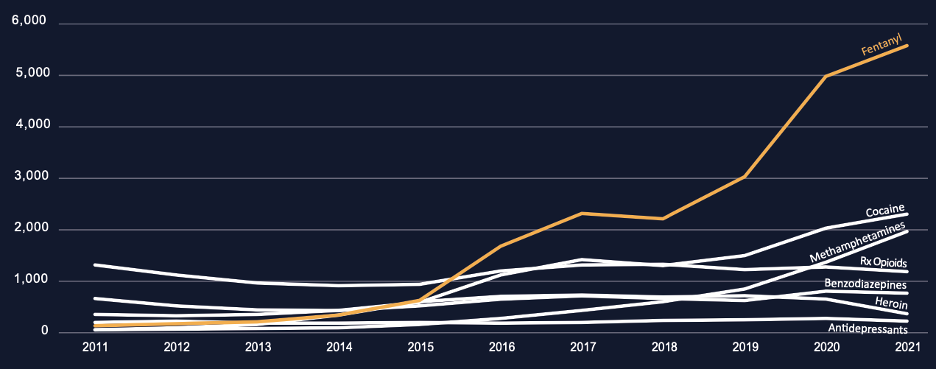 6,000
5,000
4,000
3,000
2,000
1,000
0
Fentanyl
Cocaine
Methamphetamines
Rx Opioids
Benzodiazepines
Heroin
Antidepressants
2011 2012 2013 2014 2015 2016 2017 2018 2019 2020 2021